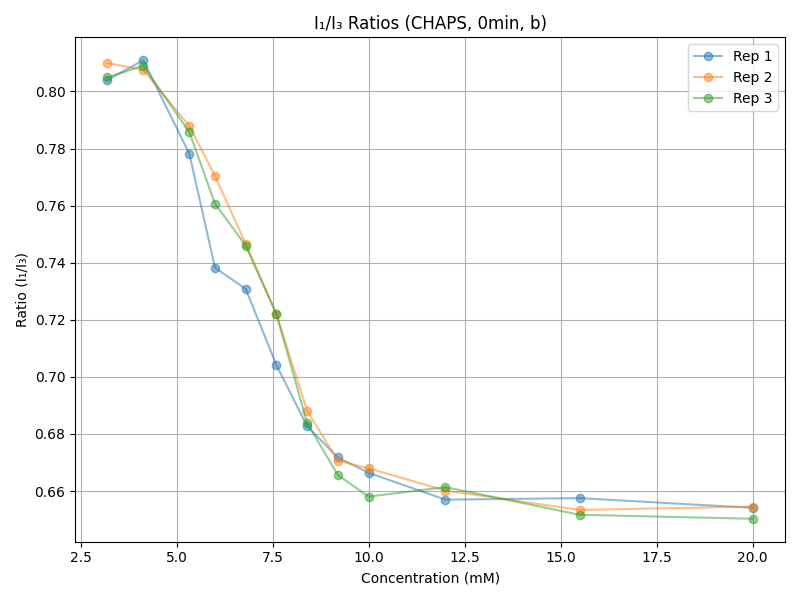 I₁/I₃ Ratios (CHAPS, 0min, b)
Rep 1
Rep 2
Rep 3
Ratio (I₁/I₃)
0.80
0.78
0.76
0.74
0.72
0.70
0.68
0.66
2.5 5.0 7.5 10.0 12.5 15.0 17.5 20.0
Concentration (mM)